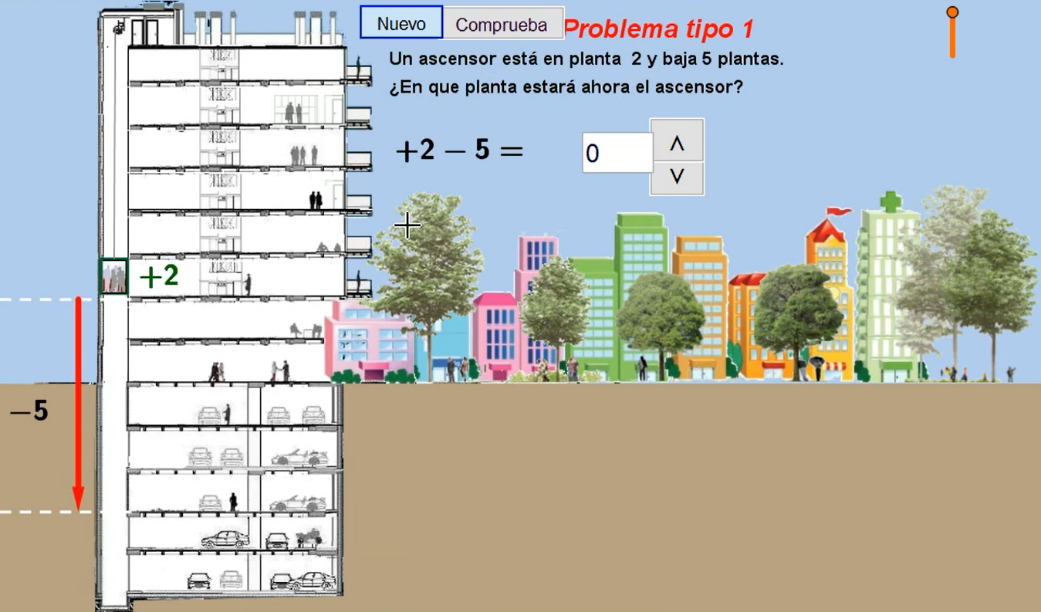 Nuevo Comprueba Problema tipo 1
Un ascensor está en planta 2 y baja 5 plantas.
¿En que planta estará ahora el ascensor?
+2 − 5 = 0
+2
−5